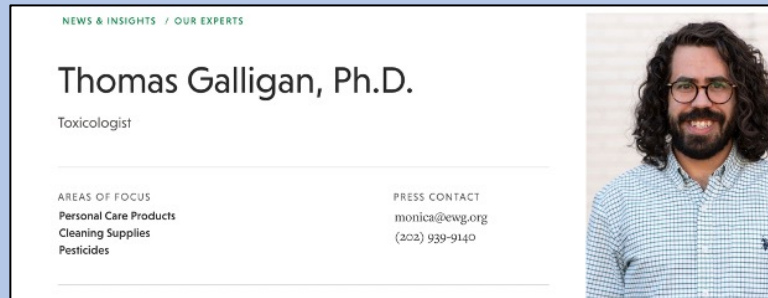 NEWS & INSIGHTS / OUR EXPERTS
Thomas Galligan, Ph.D.
Toxicologist
AREAS OF FOCUS
Personal Care Products
Cleaning Supplies
Pesticides
PRESS CONTACT
monica@ewg.org
(202) 939-9140